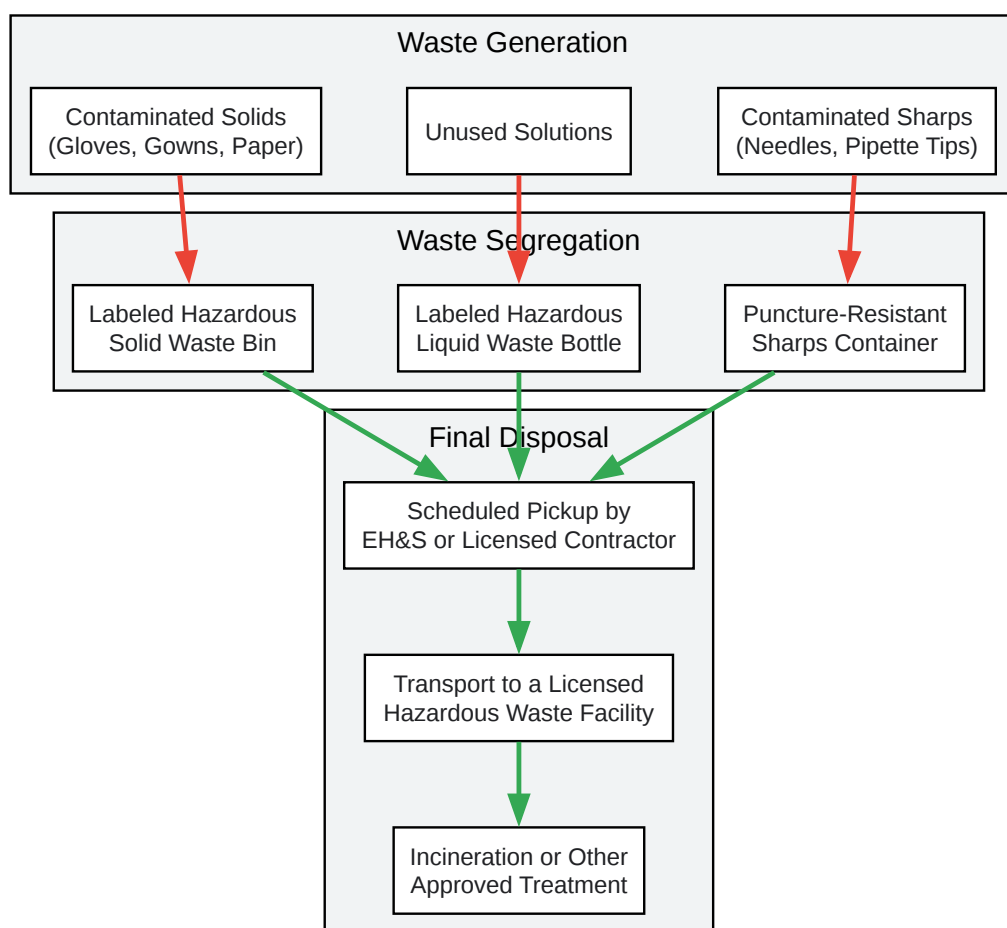 Waste Generation
Contaminated Solids
(Gloves, Gowns, Paper)
Unused Solutions
Contaminated Sharps
(Needles, Pipette Tips)
Waste Segregation
Labeled Hazardous
Solid Waste Bin
Labeled Hazardous
Liquid Waste Bottle
Puncture-Resistant
Sharps Container
Final Disposal
Scheduled Pickup by
EH&S or Licensed Contractor
Transport to a Licensed
Hazardous Waste Facility
Incineration or Other
Approved Treatment